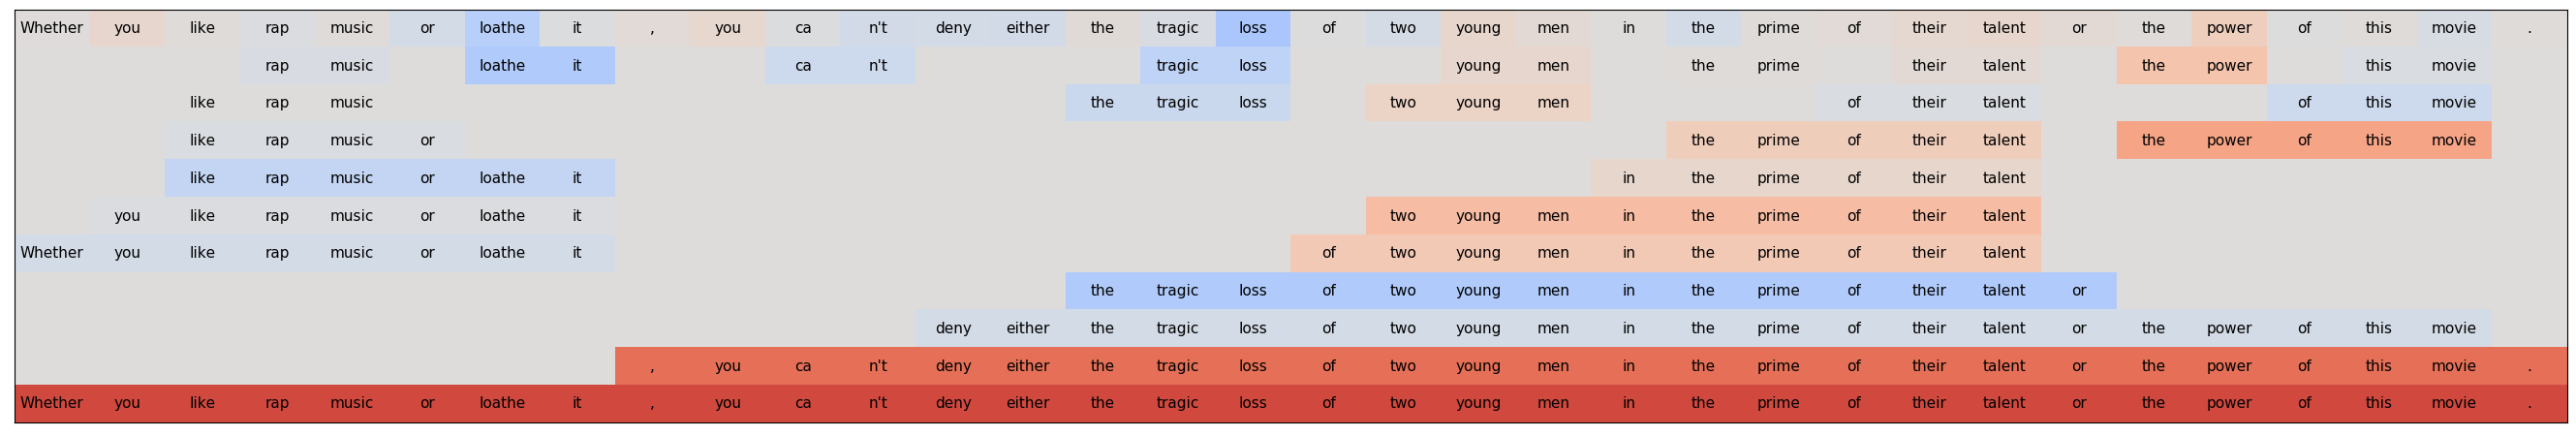 Whether you like rap music or loathe it , you ca n't deny either the tragic loss of two young men in the prime of their talent or the power of this movie .
rap music loathe it ca n't tragic loss young men the prime their talent the power this movie
like rap music the tragic loss two young men of their talent of this movie
like rap music or the prime of their talent the power of this movie
like rap music or loathe it in the prime of their talent
you like rap music or loathe it two young men in the prime of their talent
Whether you like rap music or loathe it of two young men in the prime of their talent
the tragic loss of two young men in the prime of their talent or
deny either the tragic loss of two young men in the prime of their talent or the power of this movie
, you ca n't deny either the tragic loss of two young men in the prime of their talent or the power of this movie .
Whether you like rap music or loathe it , you ca n't deny either the tragic loss of two young men in the prime of their talent or the power of this movie .